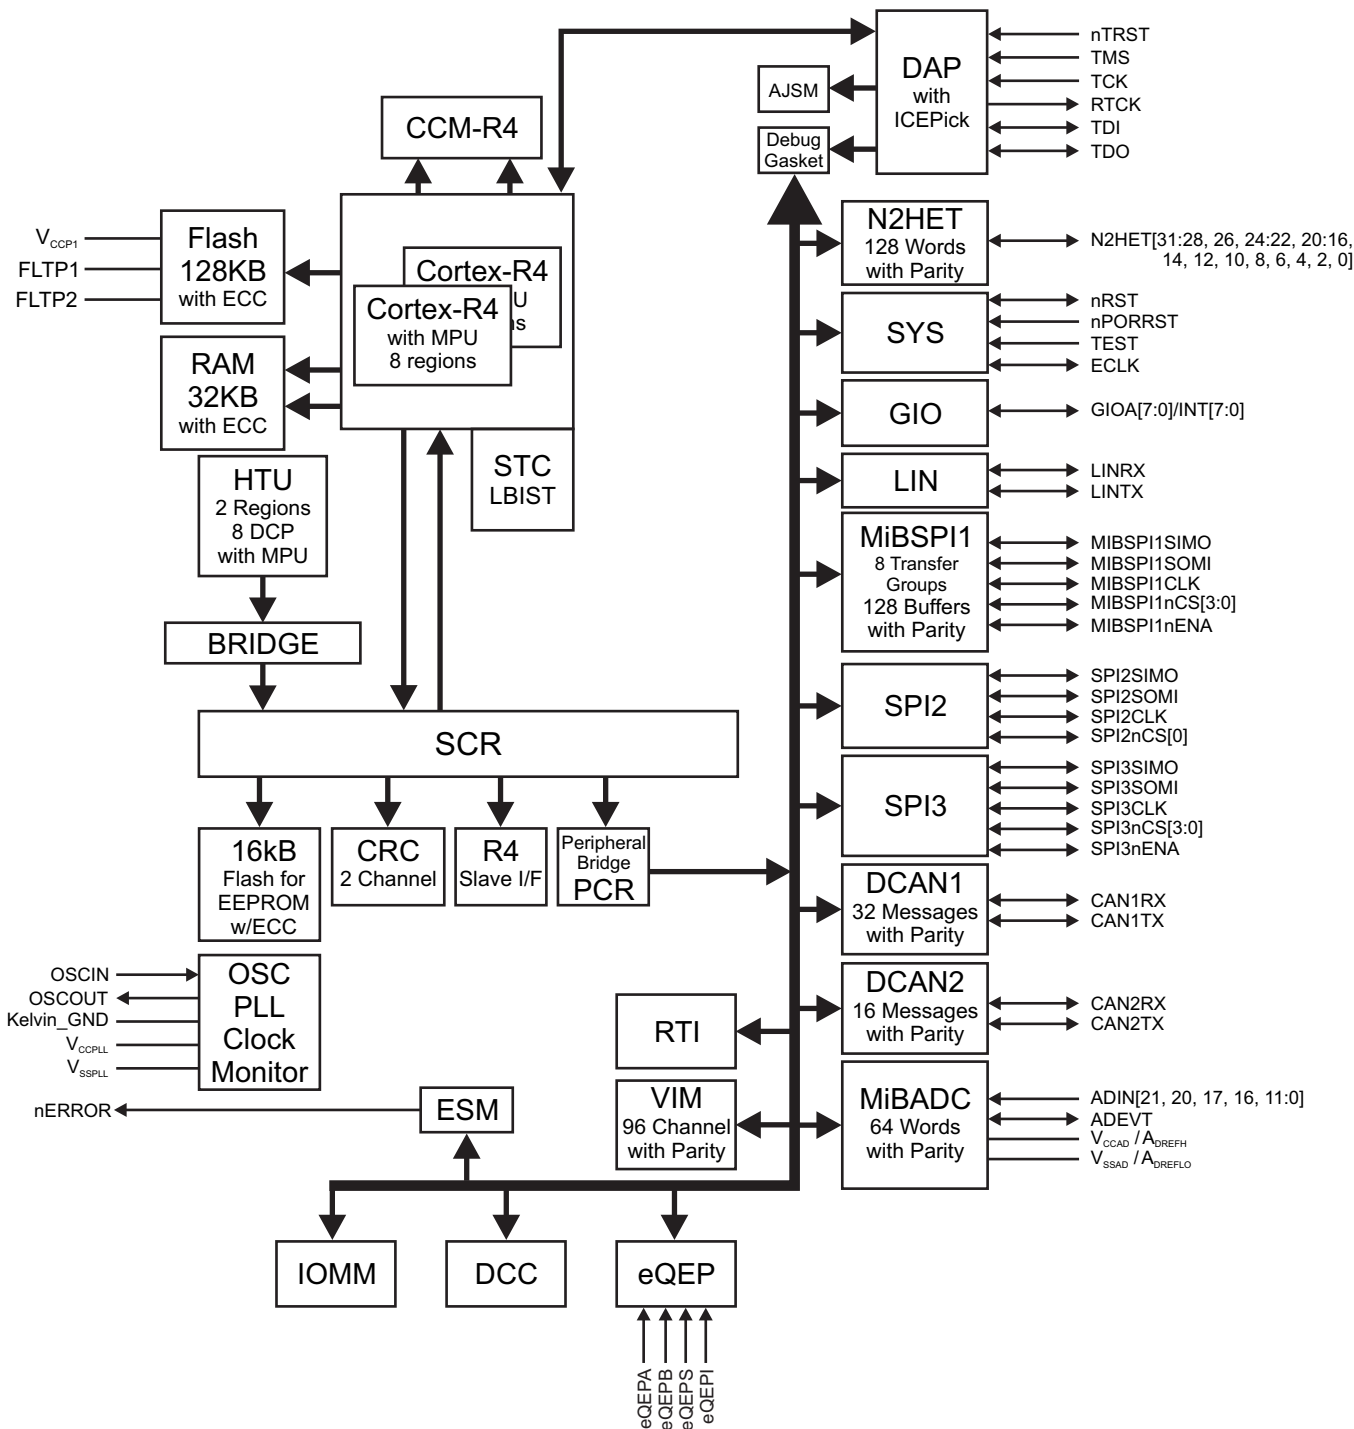 DAP
with
ICEPick
nTRST
TMS
TCK
RTCK
TDI
TDO
AJSM
Debug
Gasket
CCM-R4
V CCP1
FLTP1
FLTP2
Flash
128KB
with ECC
Cortex-R4
U
ns
Cortex-R4
with MPU
8 regions
RAM
32KB
with ECC
HTU
2 Regions
8 DCP
with MPU
STC
LBIST
BRIDGE
SCR
16kB
Flash for
EEPROM
w/ECC
CRC
2 Channel
R4
Slave I/F
Peripheral
Bridge
PCR
N2HET
128 Words
with Parity
N2HET[31:28, 26, 24:22, 20:16,
14, 12, 10, 8, 6, 4, 2, 0]
SYS
nRST
nPORRST
TEST
ECLK
GIO
GIOA[7:0]/INT[7:0]
LIN
LINRX
LINTX
MiBSPI1
8 Transfer
Groups
128 Buffers
with Parity
MIBSPI1SIMO
MIBSPI1SOMI
MIBSPI1CLK
MIBSPI1nCS[3:0]
MIBSPI1nENA
SPI2
SPI2SIMO
SPI2SOMI
SPI2CLK
SPI2nCS[0]
SPI3
SPI3SIMO
SPI3SOMI
SPI3CLK
SPI3nCS[3:0]
SPI3nENA
DCAN1
32 Messages
with Parity
CAN1RX
CAN1TX
DCAN2
16 Messages
with Parity
CAN2RX
CAN2TX
MiBADC
64 Words
with Parity
ADIN[21, 20, 17, 16, 11:0]
ADEVT
V CCAD / A DREFH
V SSAD / A DREFLO
OSCIN
OSCOUT
Kelvin_GND
V CCPLL
V SSPLL
OSC
PLL
Clock
Monitor
RTI
VIM
96 Channel
with Parity
nERROR
ESM
IOMM
DCC
eQEP
eQEPA
eQEPB
eQEPS
eQEPI